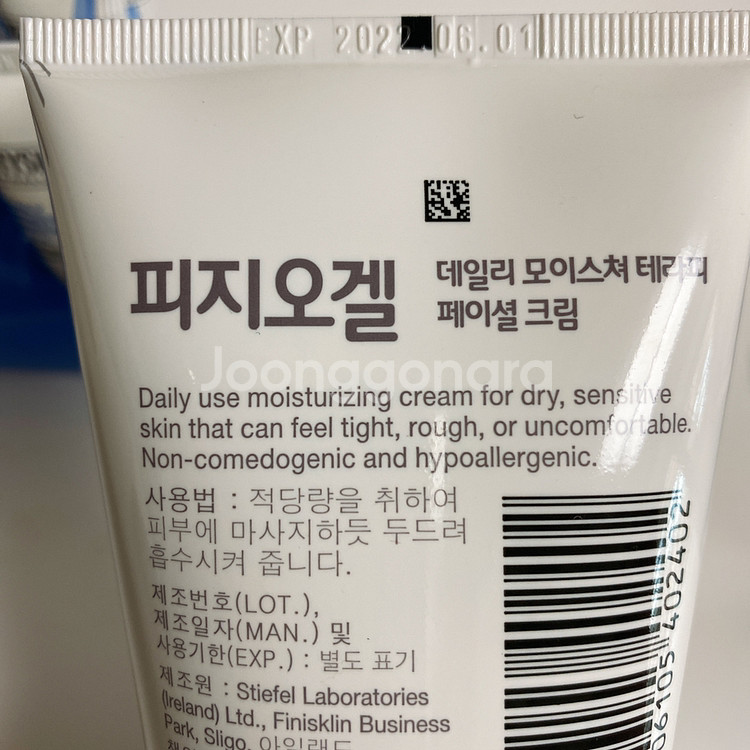 EXP 2022.06.01
피지오겔
데일리 모이스쳐 테라피
페이셜 크림
Joonggonara
Daily use moisturizing cream for dry, sensitive
skin that can feel tight, rough, or uncomfortable.
Non-comedogenic and hypoallergenic.
사용법 : 적당량을 취하여
피부에 마사지하듯 두드려
흡수시켜 줍니다.
제조번호(LOT.),
제조일자(MAN.) 및
사용기한(EXP.) : 별도 표기
제조원 : Stiefel Laboratories
(Ireland) Ltd., Finisklin Business
Park, Sligo, 아일랜드
06105 402402